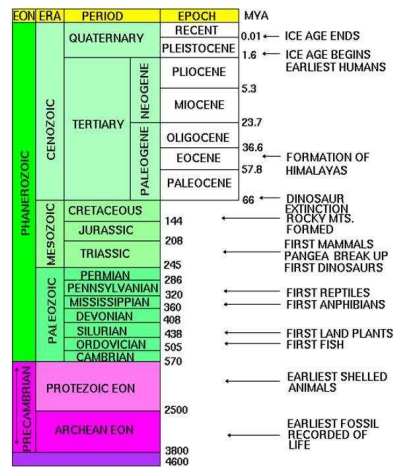 EON ERA PERIOD EPOCH MYA
PHANEROZOIC
CENOZOIC
QUATERNARY
RECENT
0.01 ICE AGE ENDS
PLEISTOCENE
1.6 ICE AGE BEGINS
EARLIEST HUMANS
TERTIARY
NEOGENE
PLIOCENE
5.3
MIOCENE
23.7
PALEOGENE
OLIGOCENE
36.6
EOCENE
FORMATION OF
HIMALAYAS
57.8
PALEOCENE
66 DINOSAUR
EXTINCTION
MESOZOIC
CRETACEOUS
ROCKY MTS.
FORMED
144
JURASSIC
208
TRIASSIC
FIRST MAMMALS
PANGEA BREAK UP
FIRST DINOSAURS
245
PALEOZOIC
PERMIAN
286
PENNSYLVANIAN
FIRST REPTILES
320
MISSISSIPPIAN
FIRST ANPHIBIANS
360
DEVONIAN
408
SILURIAN
FIRST LAND PLANTS
438
ORDOVICIAN
FIRST FISH
505
CAMBRIAN
570
PRECAMBRIAN
PROTEZOIC EON
EARLIEST SHELLED
ANIMALS
2500
ARCHEAN EON
EARLIEST FOSSIL
RECORDED OF
LIFE
3800
4600